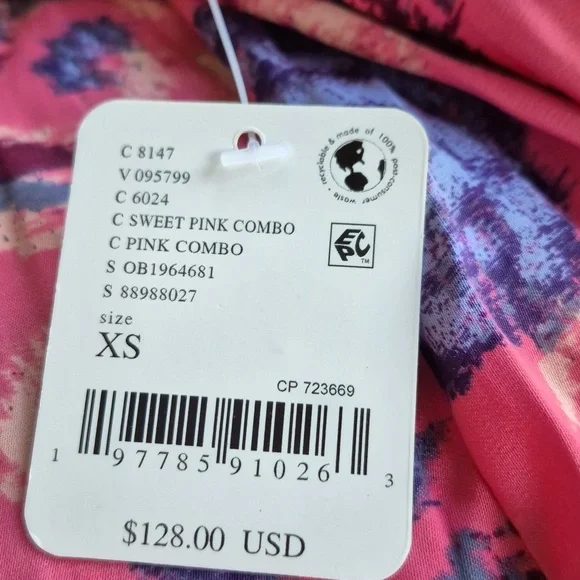 C 8147
V 095799
C 6024
C SWEET PINK COMBO
C PINK COMBO
S OB1964681
S 88988027
size
XS
recyclable & made of 100% post-consumer waste
EPC
TM
CP 723669
1 97785 91026 3
$128.00 USD